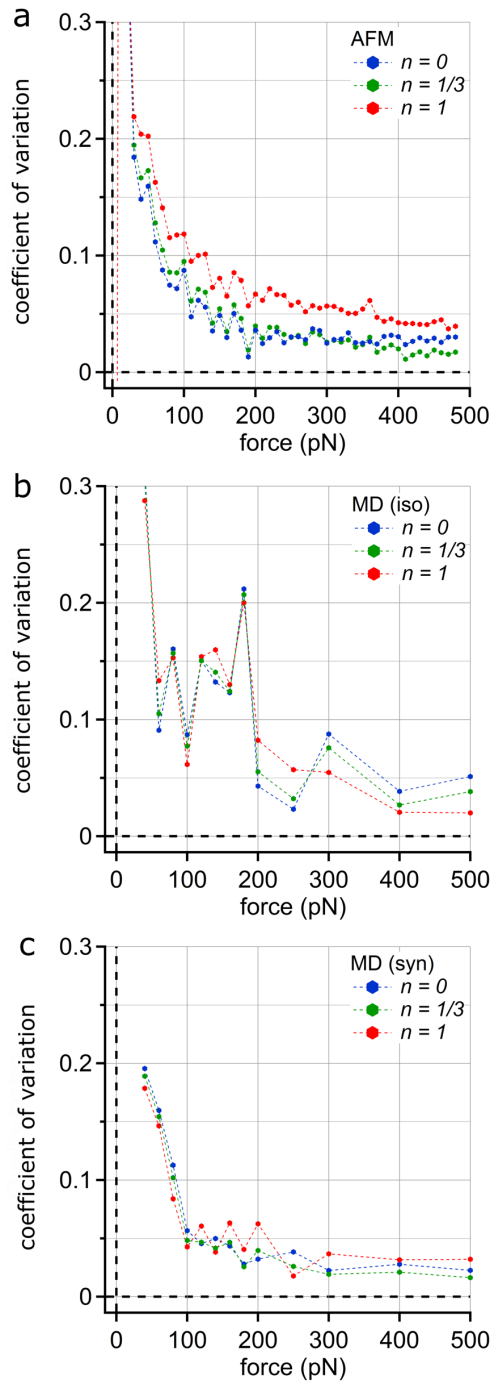 a
AFM
n = 0
n = 1/3
n = 1
0.3
0.2
0.1
0
coefficient of variation
0 100 200 300 400 500
force (pN)
b
MD (iso)
n = 0
n = 1/3
n = 1
0.3
0.2
0.1
0
coefficient of variation
0 100 200 300 400 500
force (pN)
c
MD (syn)
n = 0
n = 1/3
n = 1
0.3
0.2
0.1
0
coefficient of variation
0 100 200 300 400 500
force (pN)